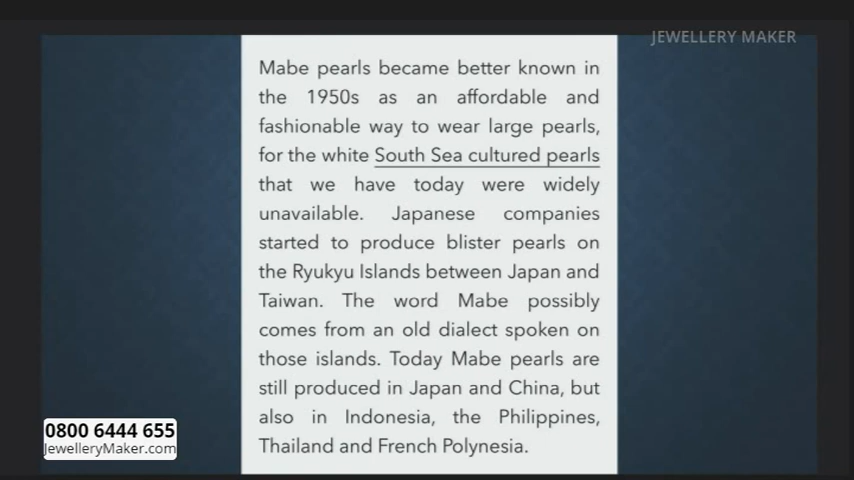 JEWELLERY MAKER
Mabe pearls became better known in
the 1950s as an affordable and
fashionable way to wear large pearls,
for the white South Sea cultured pearls
that we have today were widely
unavailable. Japanese companies
started to produce blister pearls on
the Ryukyu Islands between Japan and
Taiwan. The word Mabe possibly
comes from an old dialect spoken on
those islands. Today Mabe pearls are
still produced in Japan and China, but
also in Indonesia, the Philippines,
Thailand and French Polynesia.
0800 6444 655
JewelleryMaker.com